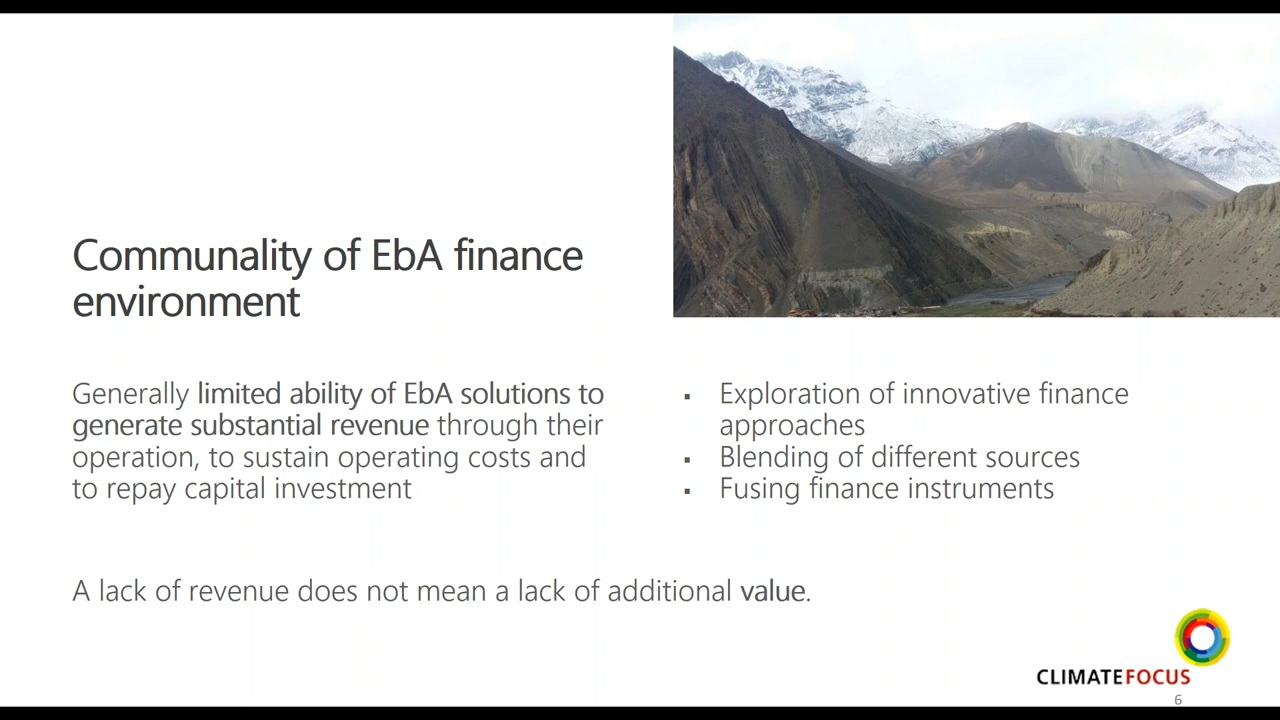 Communality of EbA finance
environment
Generally limited ability of EbA solutions to
generate substantial revenue through their
operation, to sustain operating costs and
to repay capital investment
▪ Exploration of innovative finance
approaches
▪ Blending of different sources
▪ Fusing finance instruments
A lack of revenue does not mean a lack of additional value.
CLIMATEFOCUS
6